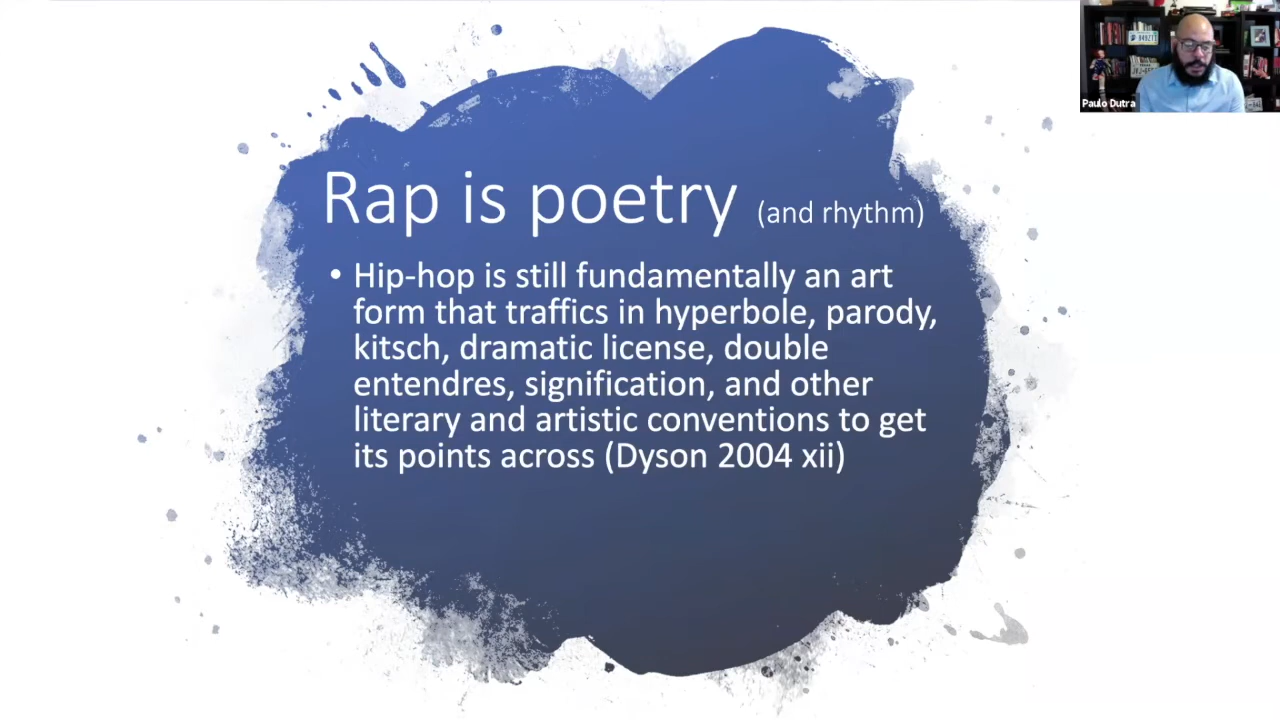 Rap is poetry (and rhythm)
• Hip-hop is still fundamentally an art
form that traffics in hyperbole, parody,
kitsch, dramatic license, double
entendres, signification, and other
literary and artistic conventions to get
its points across (Dyson 2004 xii)
Paulo Dutra